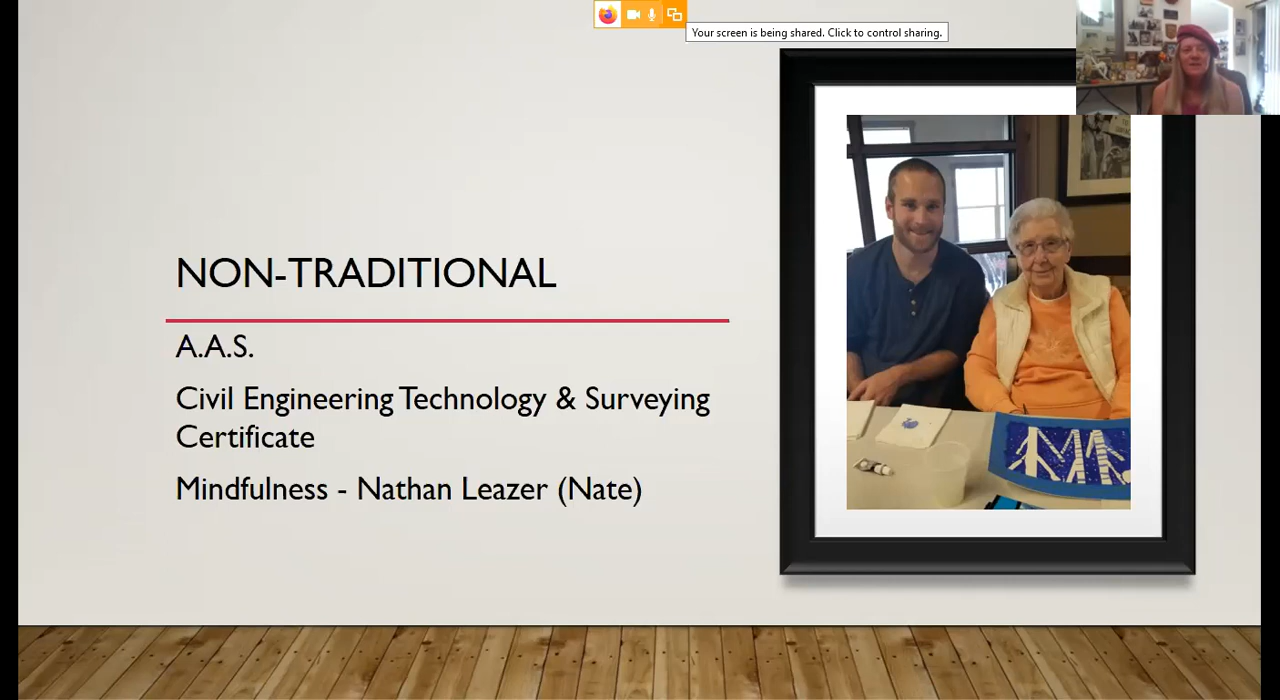 Your screen is being shared. Click to control sharing.
NON-TRADITIONAL
A.A.S.
Civil Engineering Technology & Surveying
Certificate
Mindfulness - Nathan Leazer (Nate)